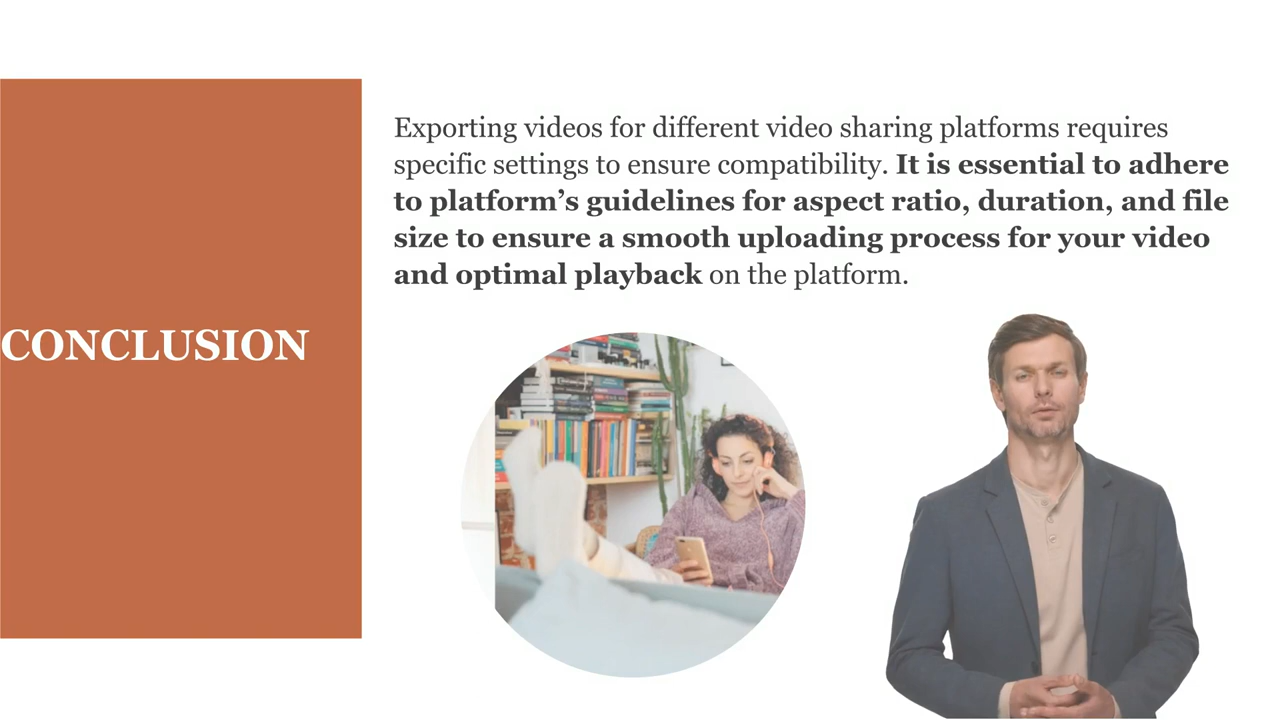 Exporting videos for different video sharing platforms requires
specific settings to ensure compatibility. It is essential to adhere
to platform’s guidelines for aspect ratio, duration, and file
size to ensure a smooth uploading process for your video
and optimal playback on the platform.
CONCLUSION